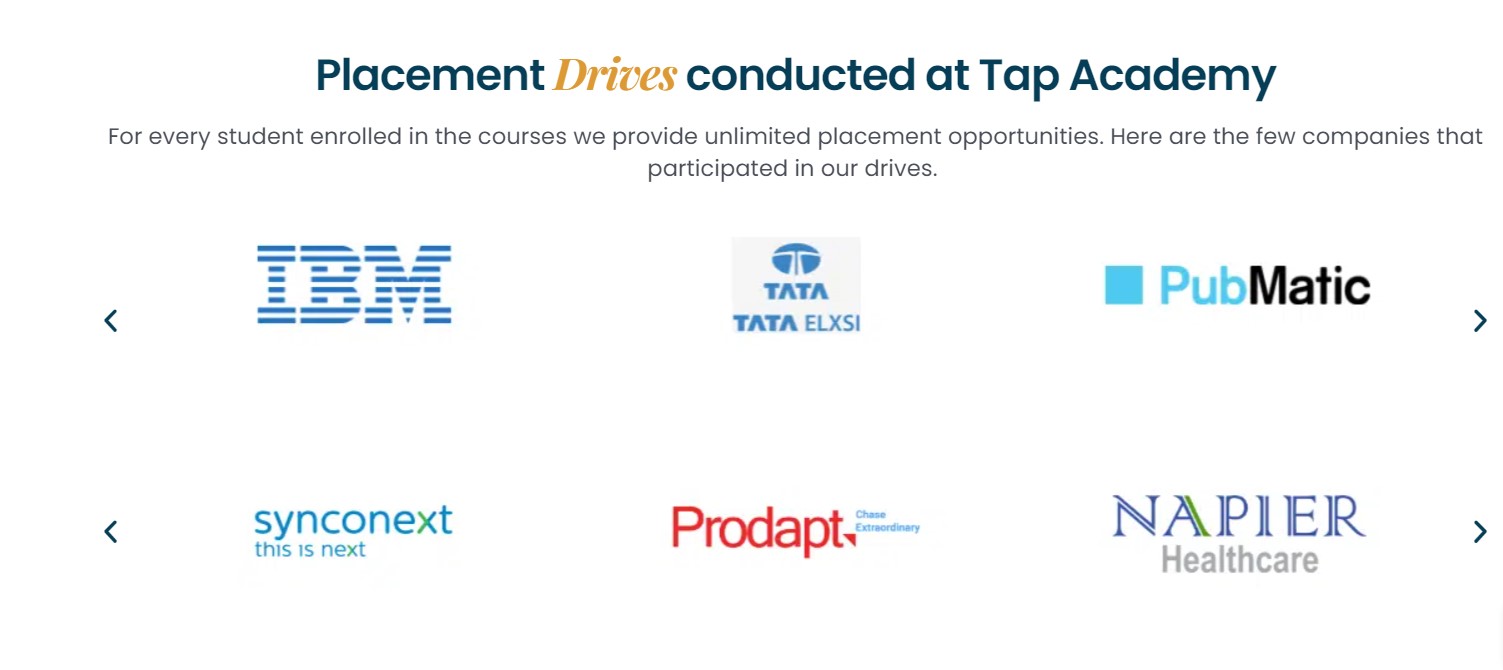 Placement Drives conducted at Tap Academy
For every student enrolled in the courses we provide unlimited placement opportunities. Here are the few companies that
participated in our drives.
IBM
TATA
TATA ELXSI
PubMatic
synconext
this is next
Prodapt
Chase
Extraordinary
NAPIER
Healthcare